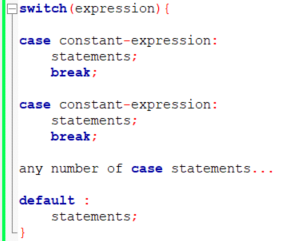 switch(expression){
case constant-expression:
statements;
break;
case constant-expression:
statements;
break;
any number of case statements...
default :
statements;
}